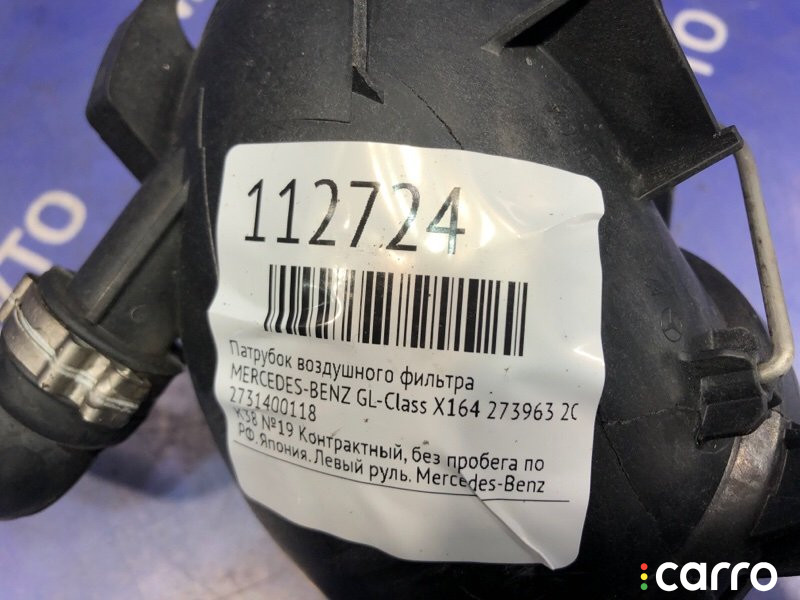 112724
Патрубок воздушного фильтра
MERCEDES-BENZ GL-Class X164 273963 2C
2731400118
К38 №19 Контрактный, без пробега по
РФ. Япония. Левый руль. Mercedes-Benz
carro